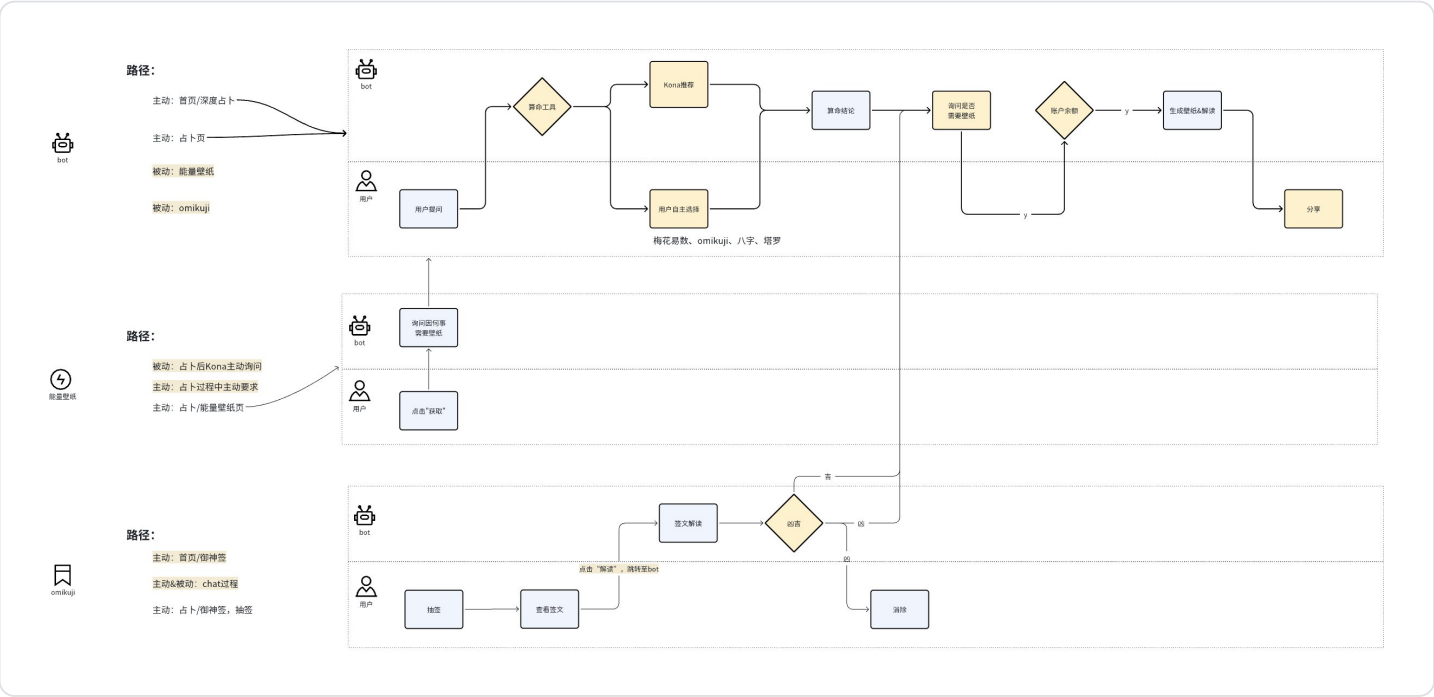 路径：
主动：首页/深度占卜
主动：占卜页
被动：能量壁纸
被动：omikuji
bot
bot
算命工具
Kona推荐
算命结论
询问是否
需要壁纸
账户余额
y
生成壁纸&解读
用户
用户提问
用户自主选择
y
分享
梅花易数、omikuji、八字、塔罗
路径：
被动：占卜后Kona主动询问
主动：占卜过程中主动要求
主动：占卜/能量壁纸页
能量壁纸
bot
询问因何事
需要壁纸
用户
点击“获取”
路径：
主动：首页/御神签
主动&被动：chat过程
主动：占卜/御神签，抽签
omikuji
吉
bot
签文解读
凶吉
凶
凶
点击“解读”，跳转至bot
用户
抽签
查看签文
消除